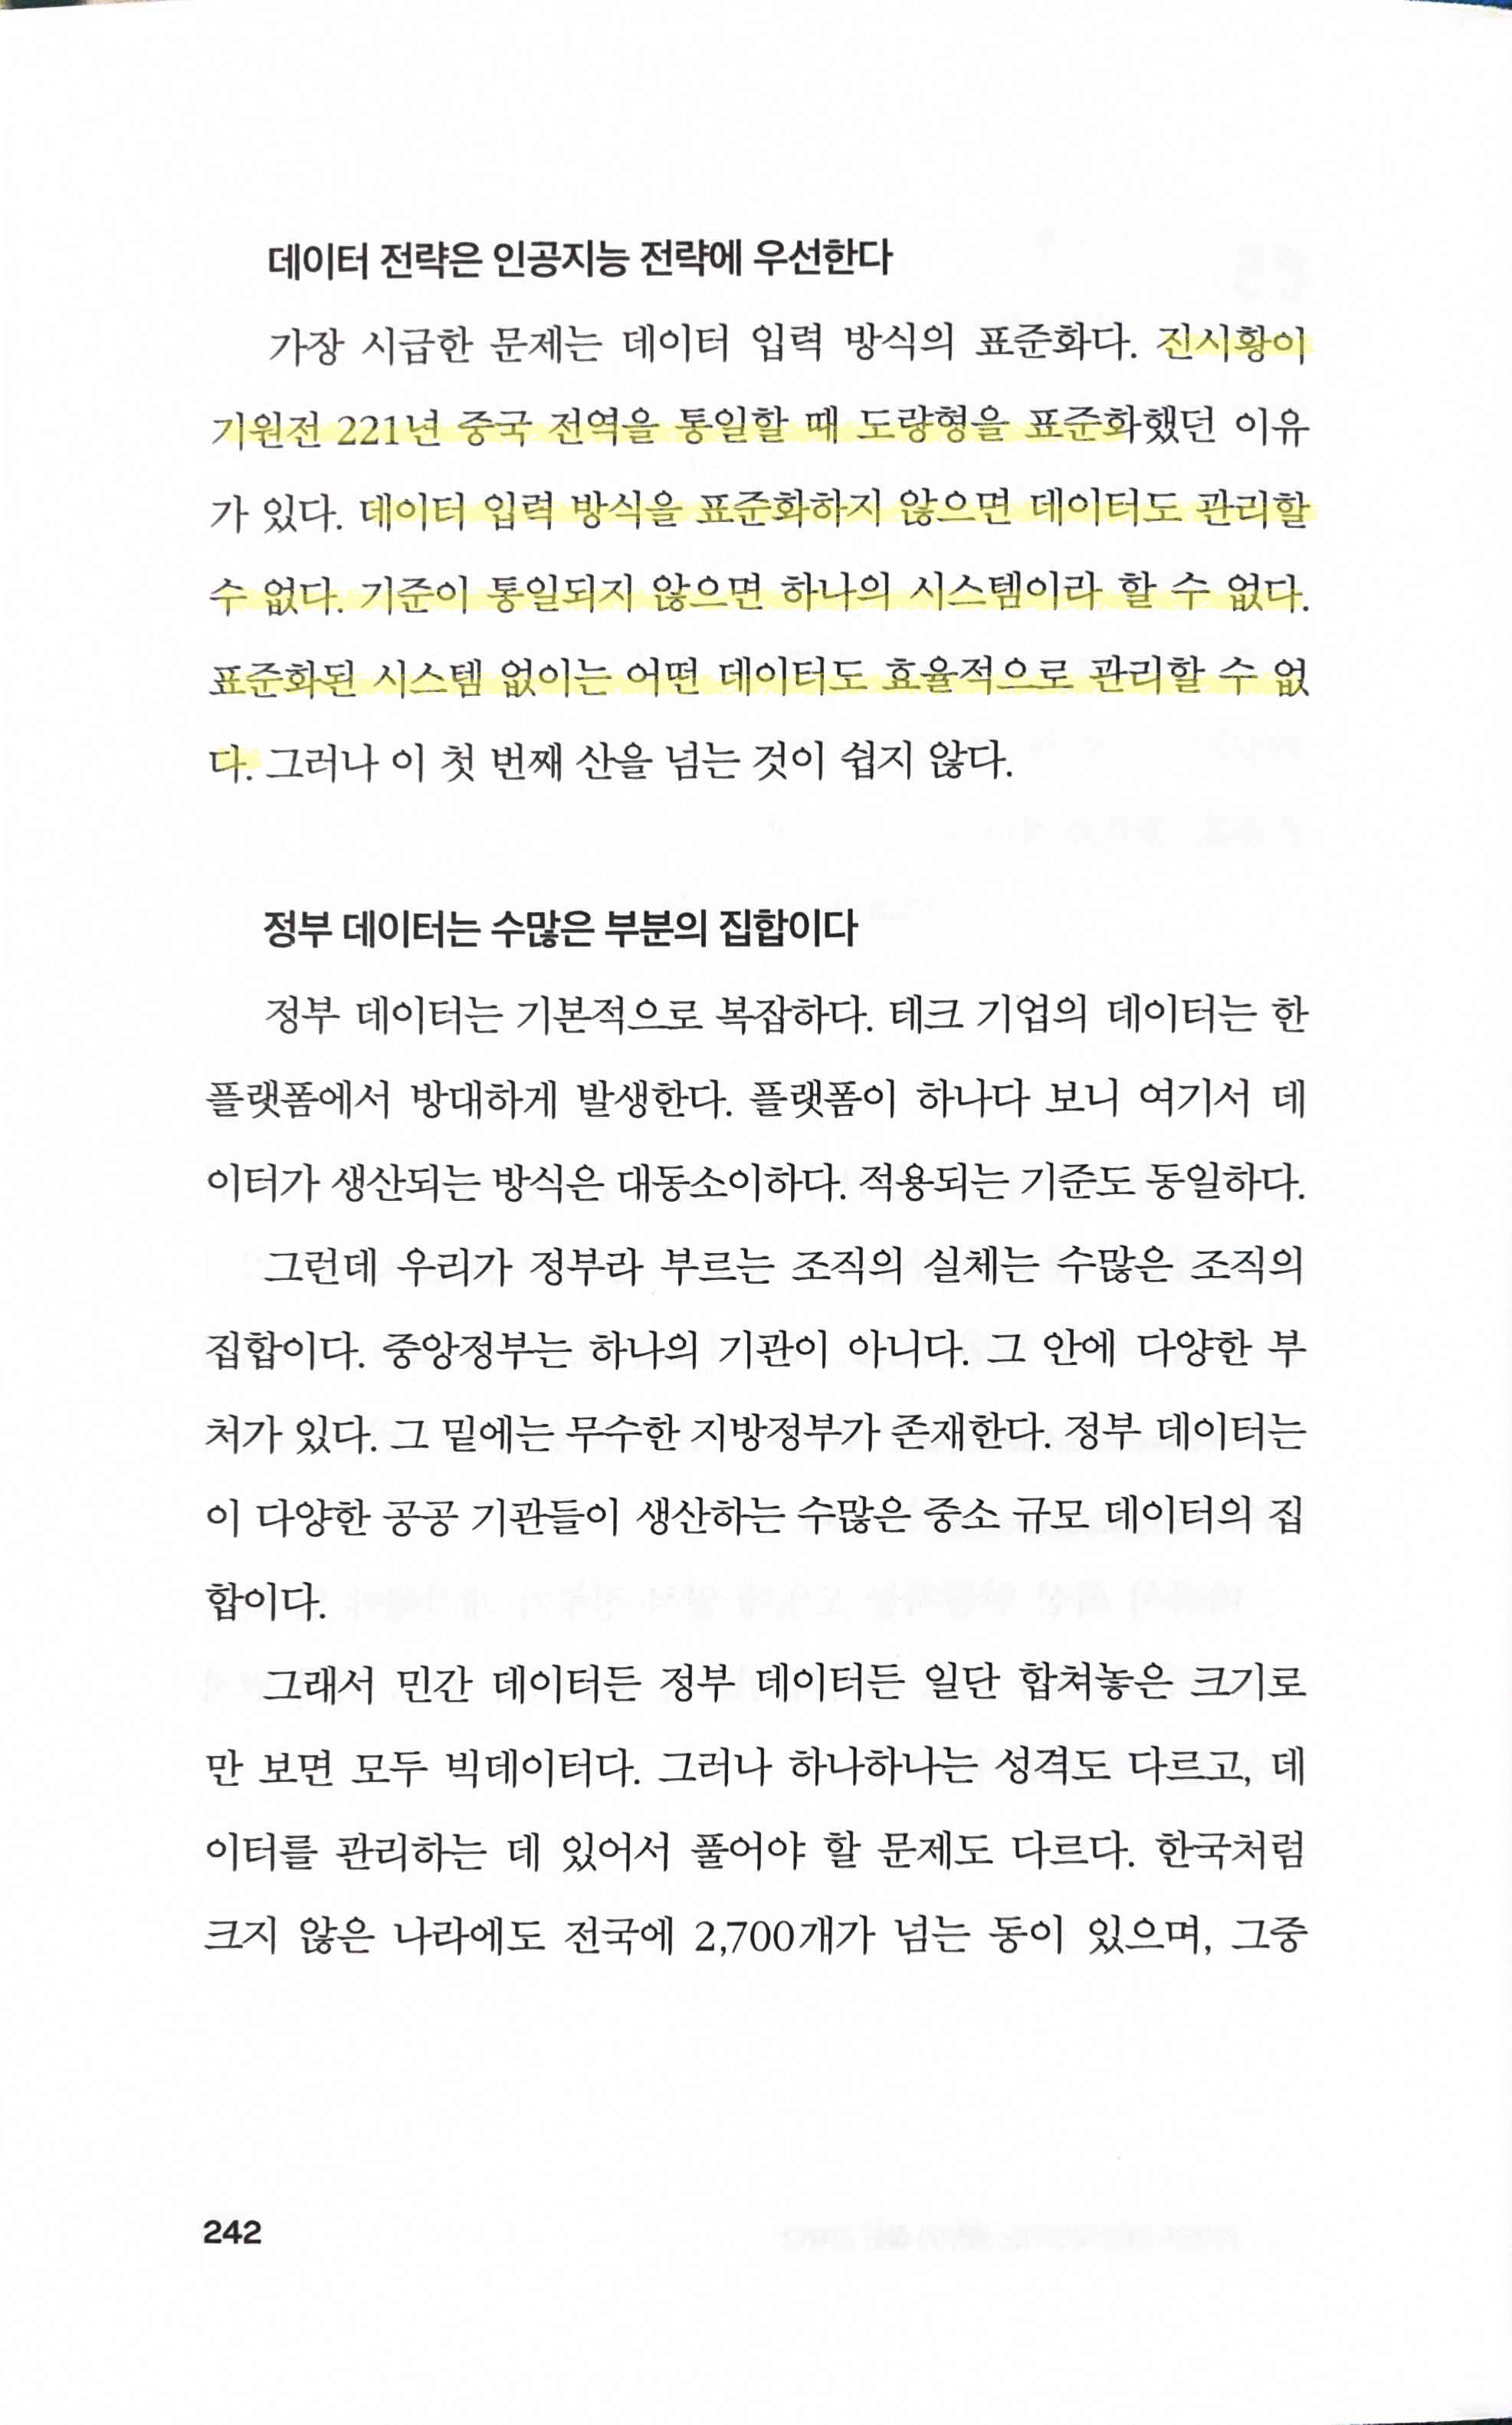 데이터 전략은 인공지능 전략에 우선한다
가장 시급한 문제는 데이터 입력 방식의 표준화다. 진시황이
기원전 221년 중국 전역을 통일할 때 도량형을 표준화했던 이유
가 있다. 데이터 입력 방식을 표준화하지 않으면 데이터도 관리할
수 없다. 기준이 통일되지 않으면 하나의 시스템이라 할 수 없다.
표준화된 시스템 없이는 어떤 데이터도 효율적으로 관리할 수 없
다. 그러나 이 첫 번째 산을 넘는 것이 쉽지 않다.
정부 데이터는 수많은 부분의 집합이다
정부 데이터는 기본적으로 복잡하다. 테크 기업의 데이터는 한
플랫폼에서 방대하게 발생한다. 플랫폼이 하나다 보니 여기서 데
이터가 생산되는 방식은 대동소이하다. 적용되는 기준도 동일하다.
그런데 우리가 정부라 부르는 조직의 실체는 수많은 조직의
집합이다. 중앙정부는 하나의 기관이 아니다. 그 안에 다양한 부
처가 있다. 그 밑에는 무수한 지방정부가 존재한다. 정부 데이터는
이 다양한 공공 기관들이 생산하는 수많은 중소 규모 데이터의 집
합이다.
그래서 민간 데이터든 정부 데이터든 일단 합쳐놓은 크기로
만 보면 모두 빅데이터다. 그러나 하나하나는 성격도 다르고, 데
이터를 관리하는 데 있어서 풀어야 할 문제도 다르다. 한국처럼
크지 않은 나라에도 전국에 2,700개가 넘는 동이 있으며, 그중
242